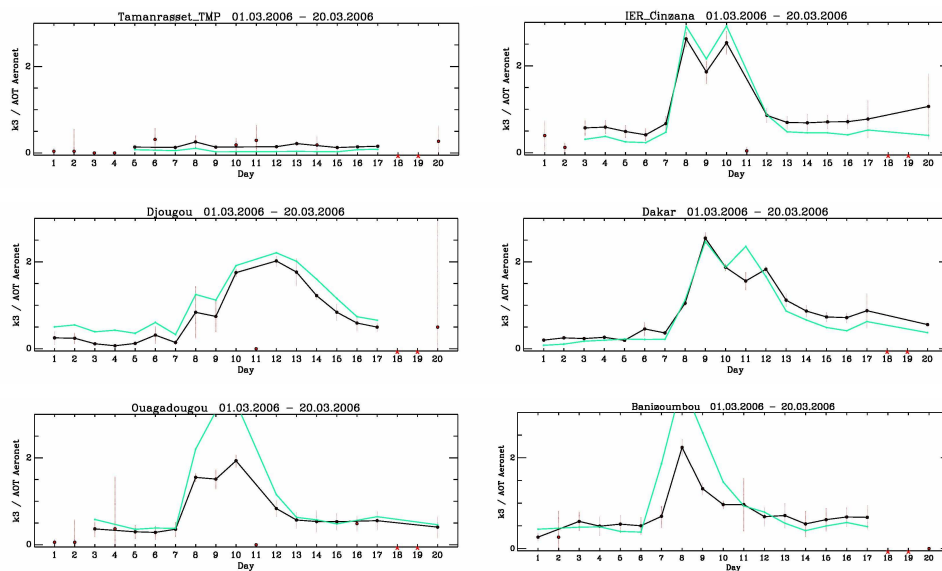 Tamanrasset_TMP 01.03.2006 - 20.03.2006
k3 / AOT Aeronet
2
0
1 2 3 4 5 6 7 8 9 10 11 12 13 14 15 16 17 18 19 20
Day
IER_Cinzana 01.03.2006 - 20.03.2006
k3 / AOT Aeronet
2
0
1 2 3 4 5 6 7 8 9 10 11 12 13 14 15 16 17 18 19 20
Day
Djougou 01.03.2006 - 20.03.2006
k3 / AOT Aeronet
2
0
1 2 3 4 5 6 7 8 9 10 11 12 13 14 15 16 17 18 19 20
Day
Dakar 01.03.2006 - 20.03.2006
k3 / AOT Aeronet
2
0
1 2 3 4 5 6 7 8 9 10 11 12 13 14 15 16 17 18 19 20
Day
Ouagadougou 01.03.2006 - 20.03.2006
k3 / AOT Aeronet
2
0
1 2 3 4 5 6 7 8 9 10 11 12 13 14 15 16 17 18 19 20
Day
Banizoumbou 01.03.2006 - 20.03.2006
k3 / AOT Aeronet
2
0
1 2 3 4 5 6 7 8 9 10 11 12 13 14 15 16 17 18 19 20
Day